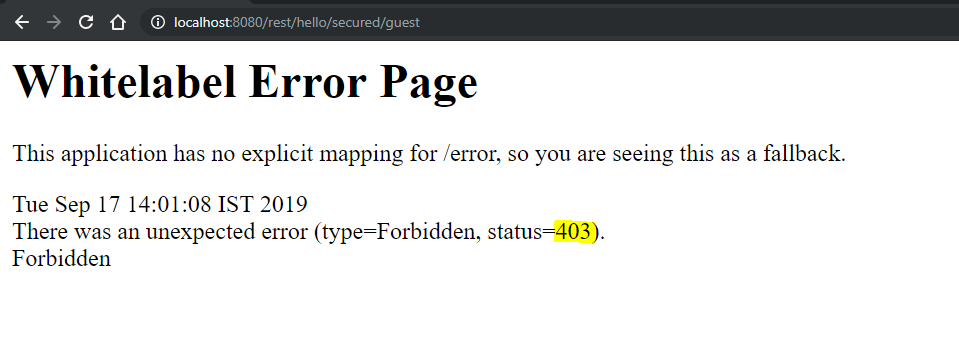 localhost:8080/rest/hello/secured/guest
Whitelabel Error Page
This application has no explicit mapping for /error, so you are seeing this as a fallback.
Tue Sep 17 14:01:08 IST 2019
There was an unexpected error (type=Forbidden, status=403).
Forbidden